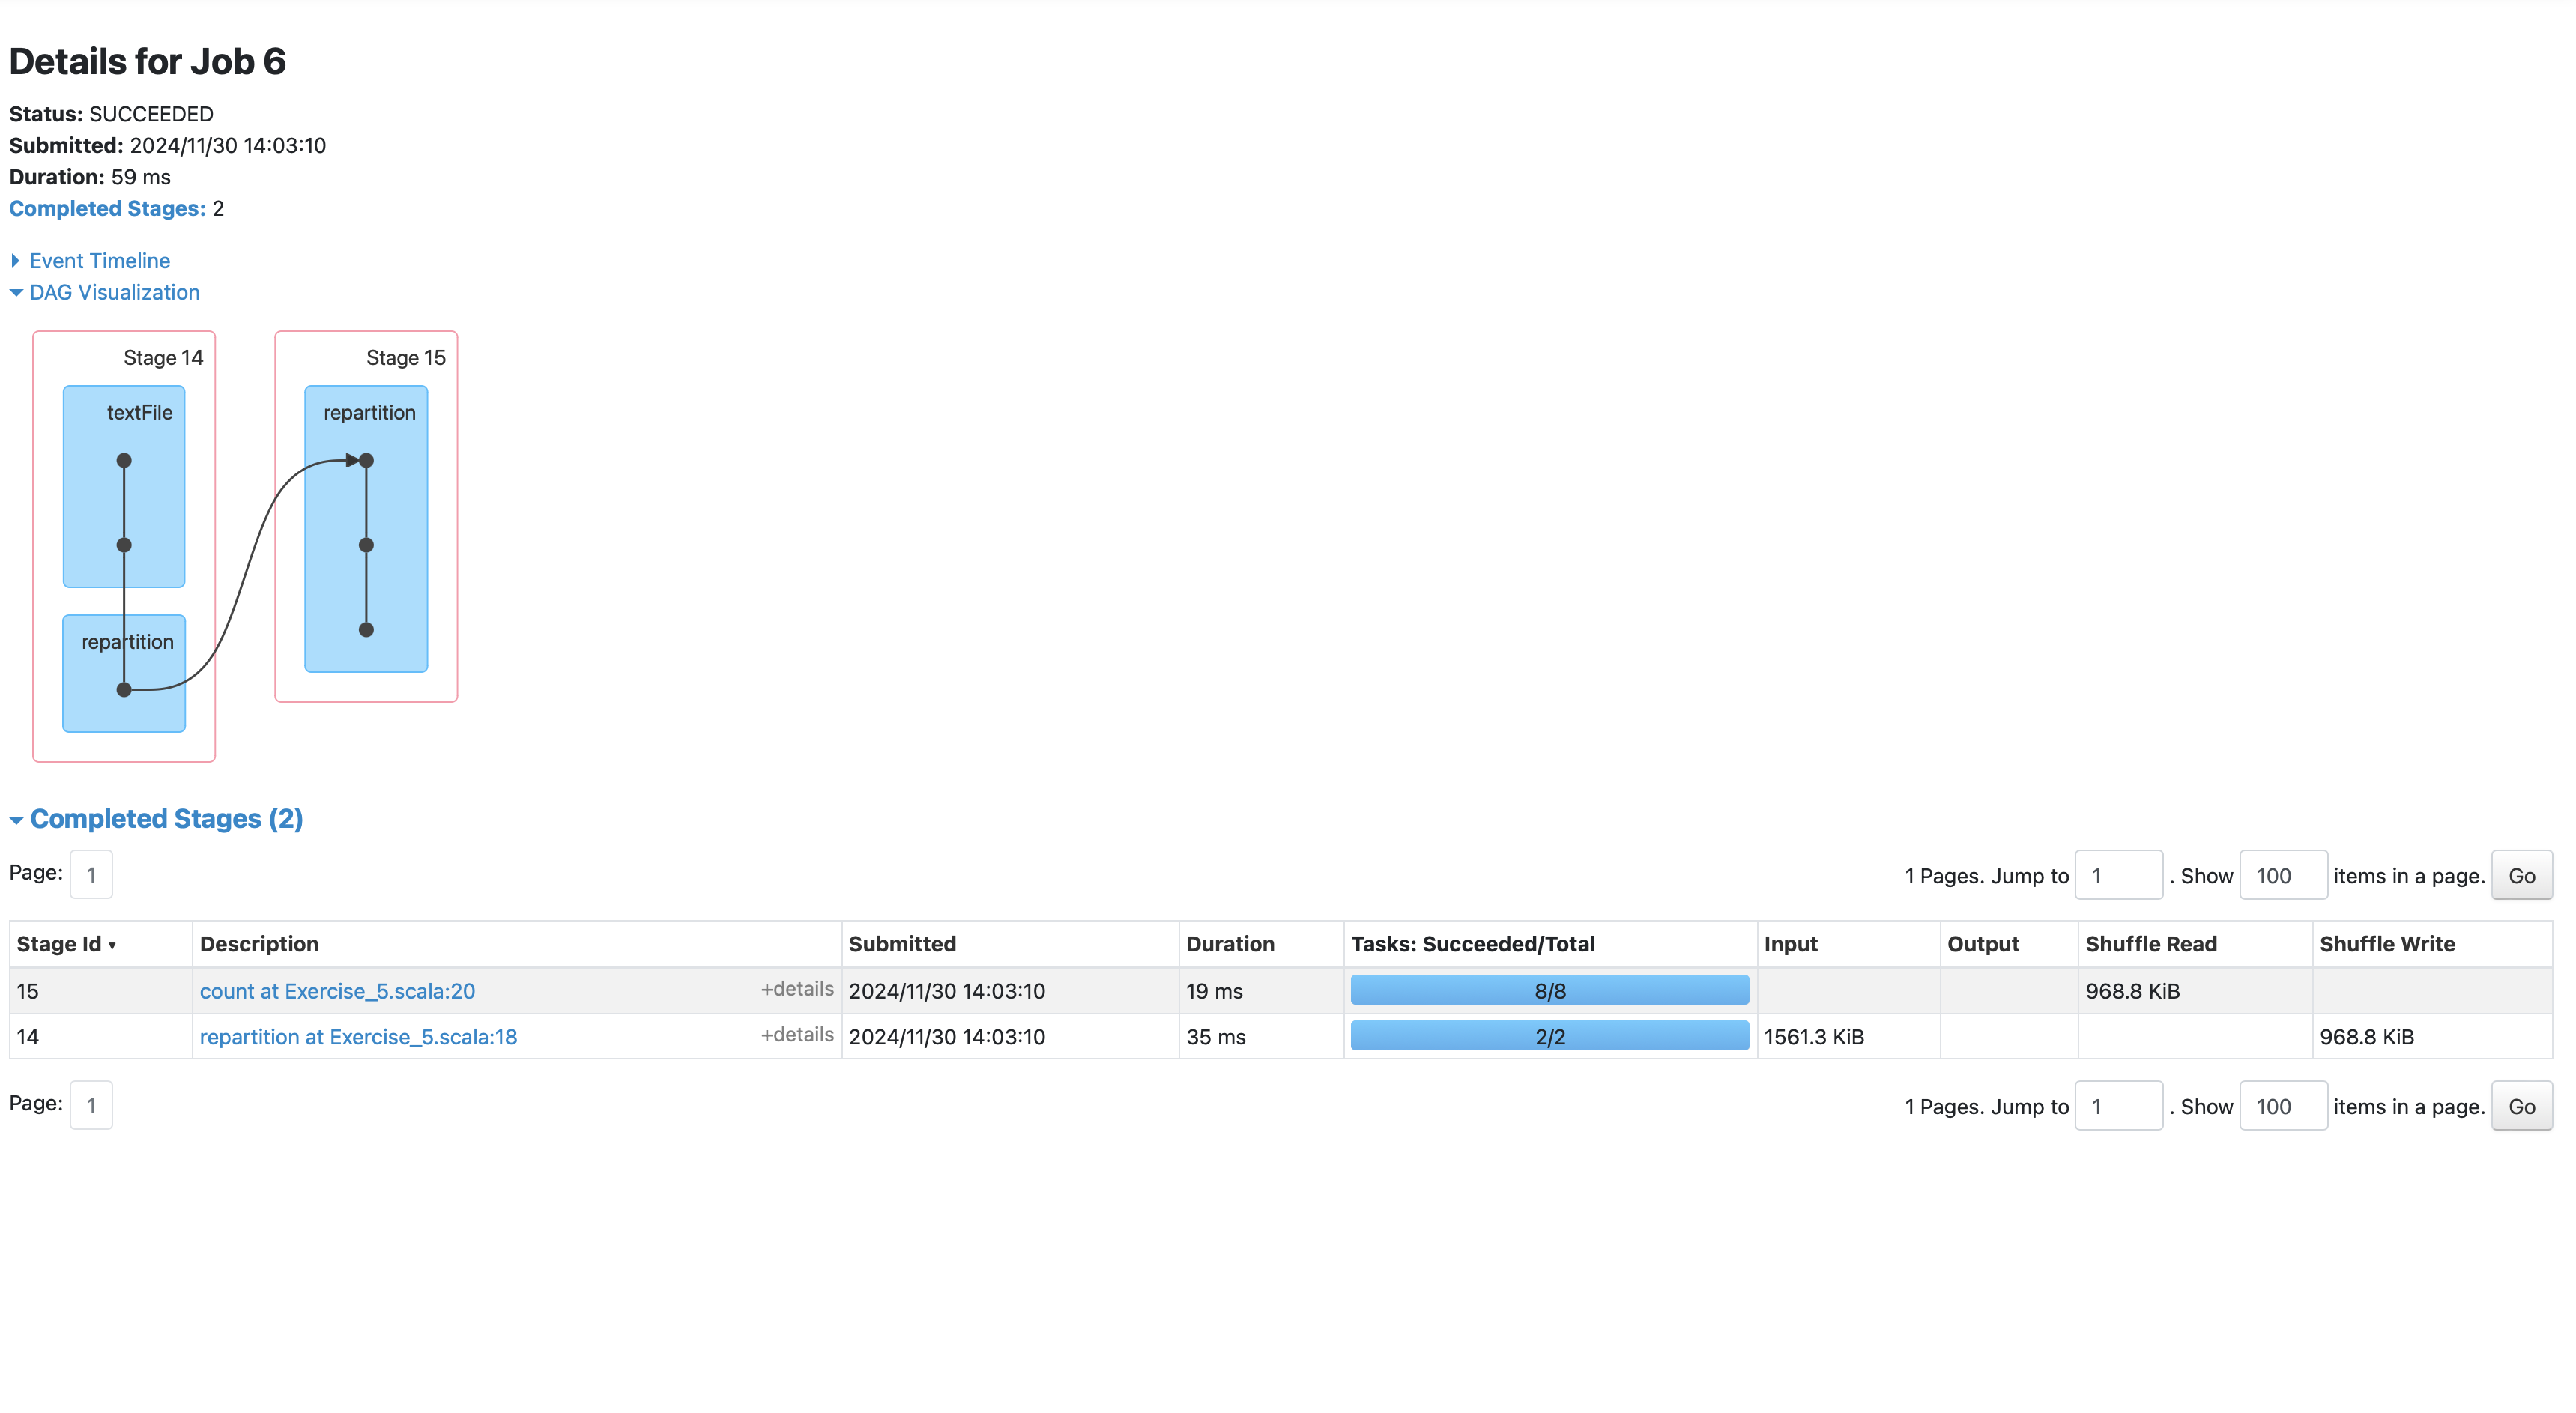 Details for Job 6
Status: SUCCEEDED
Submitted: 2024/11/30 14:03:10
Duration: 59 ms
Completed Stages: 2
Event Timeline
DAG Visualization
Stage 14
textFile
repartition
Stage 15
repartition
Completed Stages (2)
Page: 1
1 Pages. Jump to 1 . Show 100 items in a page. Go
Stage Id ▾ Description Submitted Duration Tasks: Succeeded/Total Input Output Shuffle Read Shuffle Write
15 count at Exercise_5.scala:20 +details 2024/11/30 14:03:10 19 ms 8/8 968.8 KiB
14 repartition at Exercise_5.scala:18 +details 2024/11/30 14:03:10 35 ms 2/2 1561.3 KiB 968.8 KiB
Page: 1
1 Pages. Jump to 1 . Show 100 items in a page. Go